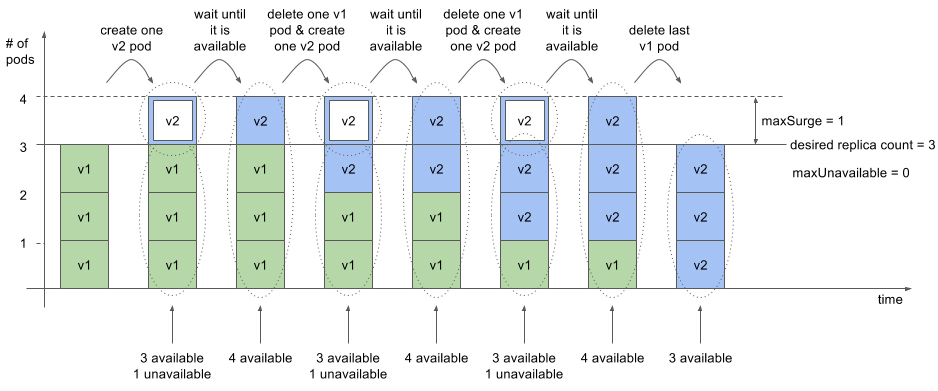 create one
v2 pod
wait until
it is
available
delete one v1
pod & create
one v2 pod
wait until
it is
available
delete one v1
pod & create
one v2 pod
wait until
it is
available
delete last
v1 pod
# of
pods
4
3
2
1
v2
v2
v2
v2
v2
v2
maxSurge = 1
desired replica count = 3
maxUnavailable = 0
v1
v1
v1
v2
v2
v2
v2
v2
v1
v1
v1
v1
v1
v2
v2
v2
v1
v1
v1
v1
v1
v1
v1
v2
time
3 available
1 unavailable
4 available
3 available
1 unavailable
4 available
3 available
1 unavailable
4 available
3 available